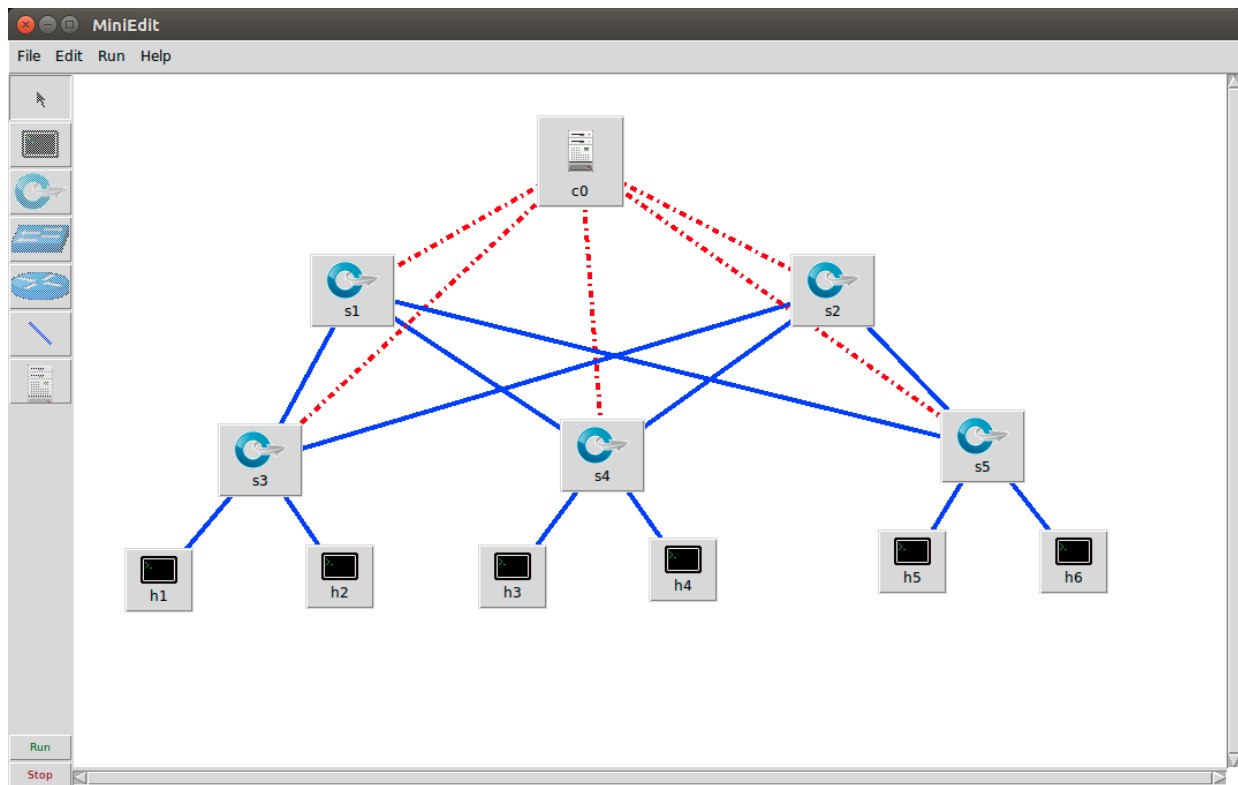 MiniEdit
File Edit Run Help
c0
s1
s2
s3
s4
s5
h1
h2
h3
h4
h5
h6
Run
Stop